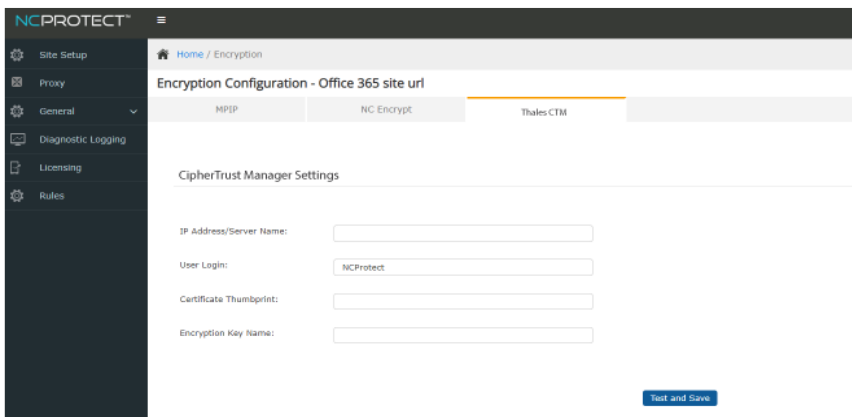 NCPROTECT™
Site Setup
Proxy
General
Diagnostic Logging
Licensing
Rules
Home / Encryption
Encryption Configuration - Office 365 site url
MPIP NC Encrypt Thales CTM
CipherTrust Manager Settings
IP Address/Server Name:
User Login: NCProtect
Certificate Thumbprint:
Encryption Key Name:
Test and Save